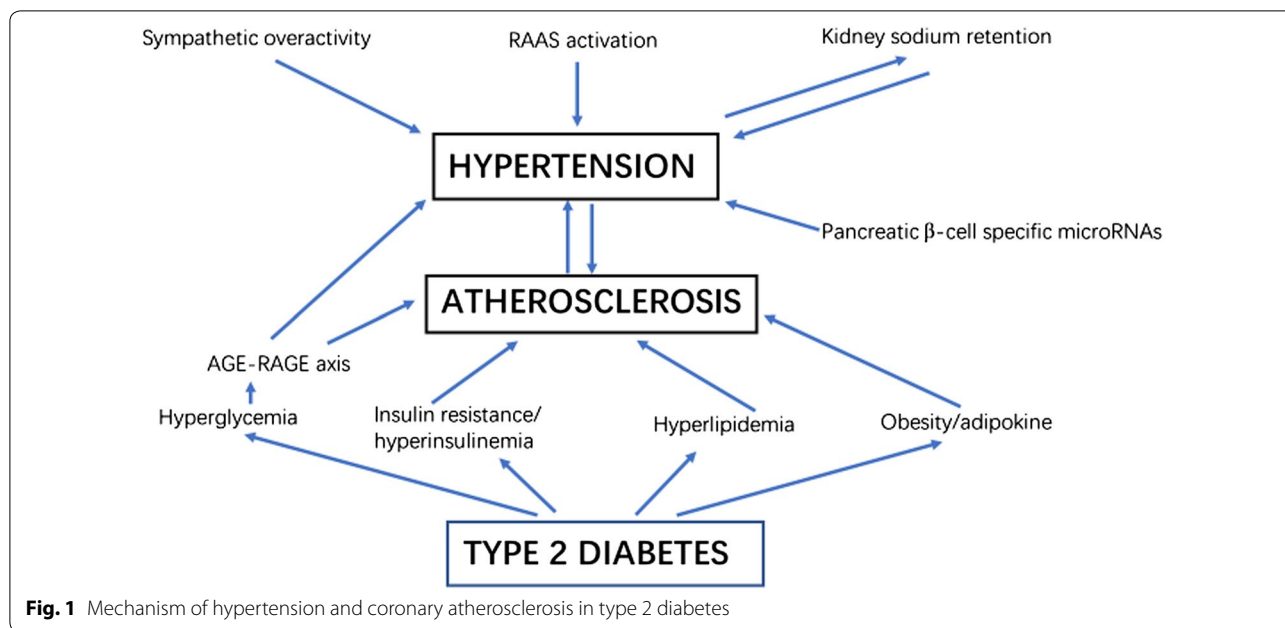 Sympathetic overactivity
RAAS activation
Kidney sodium retention
HYPERTENSION
Pancreatic β-cell specific microRNAs
ATHEROSCLEROSIS
AGE-RAGE axis
Hyperglycemia
Insulin resistance/
hyperinsulinemia
Hyperlipidemia
Obesity/adipokine
TYPE 2 DIABETES
Fig. 1 Mechanism of hypertension and coronary atherosclerosis in type 2 diabetes